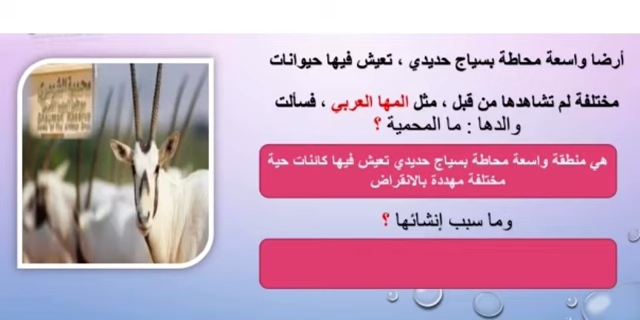 أرضا واسعة محاطة بسياج حديدي ، تعيش فيها حيوانات
مختلفة لم تشاهدها من قبل ، مثل المها العربي ، فسألت
والدها : ما المحمية ؟
هي منطقة واسعة محاطة بسياج حديدي تعيش فيها كائنات حية
مختلفة مهددة بالانقراض
وما سبب إنشائها ؟